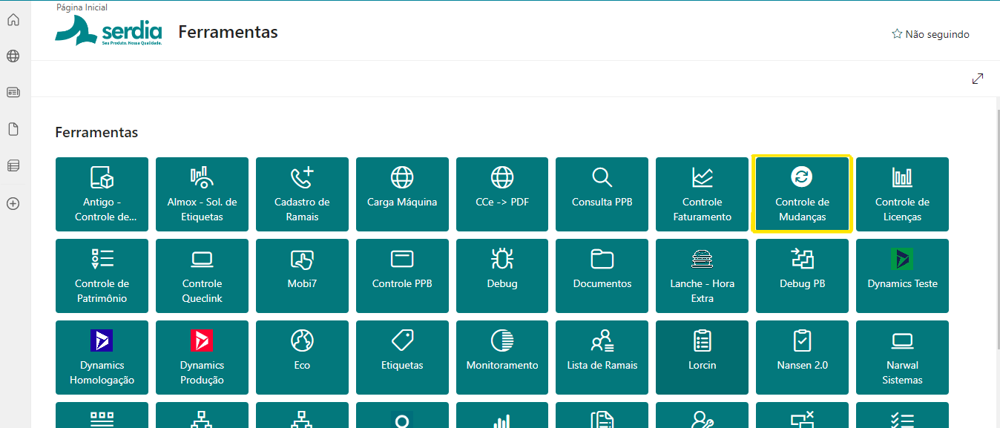 Página Inicial
serdia
Seu Produto. Nossa Qualidade.
Ferramentas
Não seguindo
Ferramentas
Antigo -
Controle de...
Almox - Sol. de
Etiquetas
Cadastro de
Ramais
Carga Máquina
CCe -> PDF
Consulta PPB
Controle
Faturamento
Controle de
Mudanças
Controle de
Licenças
Controle de
Patrimônio
Controle
Queclink
Mobi7
Controle PPB
Debug
Documentos
Lanche - Hora
Extra
Debug PB
Dynamics Teste
Dynamics
Homologação
Dynamics
Produção
Eco
Etiquetas
Monitoramento
Lista de Ramais
Lorcin
Nansen 2.0
Narwal
Sistemas